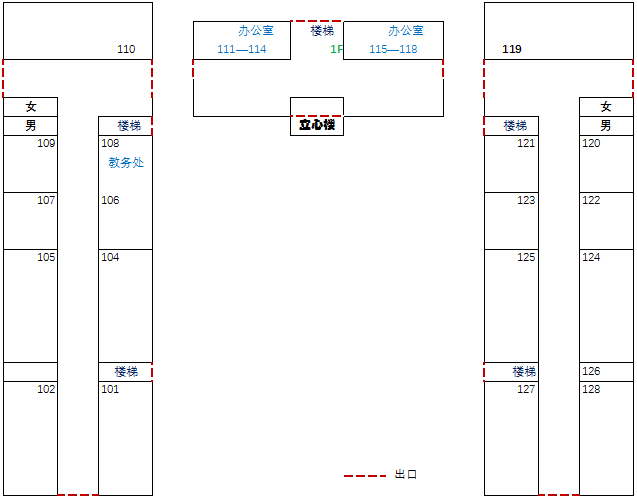 办公室 楼梯 办公室
110 111—114 1F 115—118 119
女 女
男 楼梯 立心楼 楼梯 男
109 108 121 120
教务处
107 106 123 122
105 104 125 124
楼梯 楼梯 126
102 101 127 128
出口